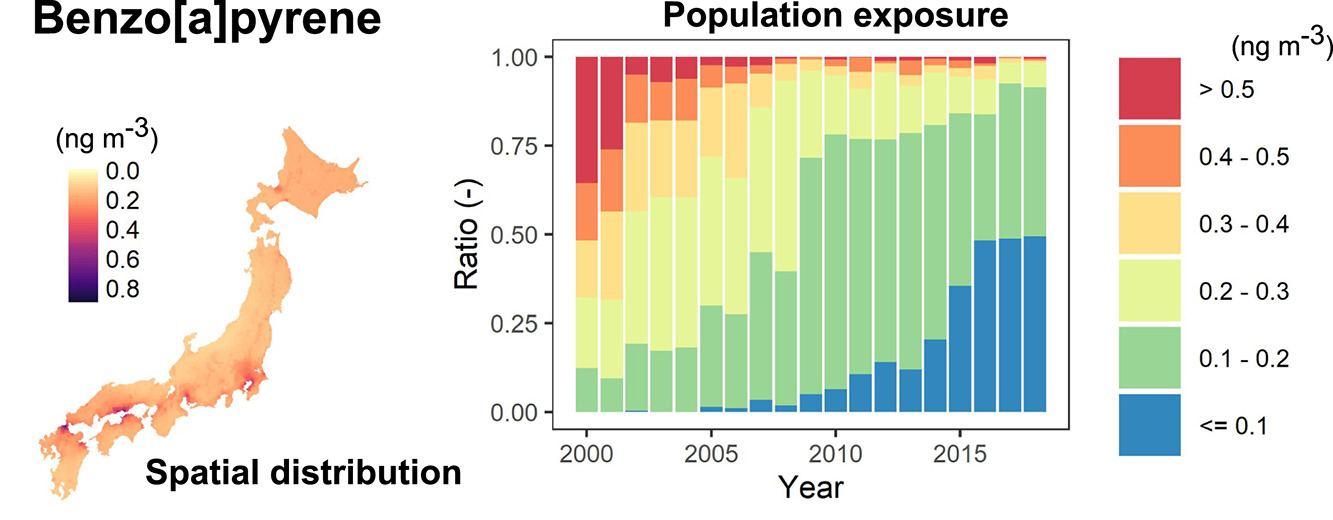 Benzo[a]pyrene
(ng m-3)
0.0
0.2
0.4
0.6
0.8
Spatial distribution
Population exposure
Ratio (-)
1.00
0.75
0.50
0.25
0.00
2000 2005 2010 2015
Year
(ng m-3)
> 0.5
0.4 - 0.5
0.3 - 0.4
0.2 - 0.3
0.1 - 0.2
<= 0.1